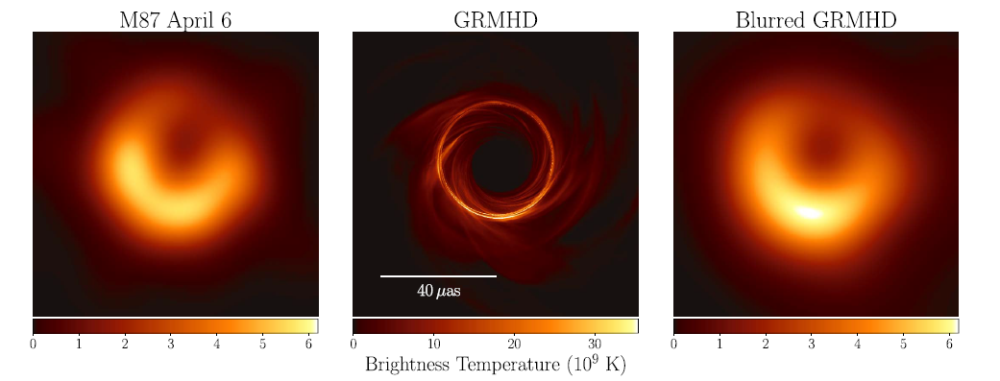 M87 April 6 GRMHD Blurred GRMHD
40 μas
0 1 2 3 4 5 6 0 10 20 30 0 1 2 3 4 5 6
Brightness Temperature (10⁹ K)